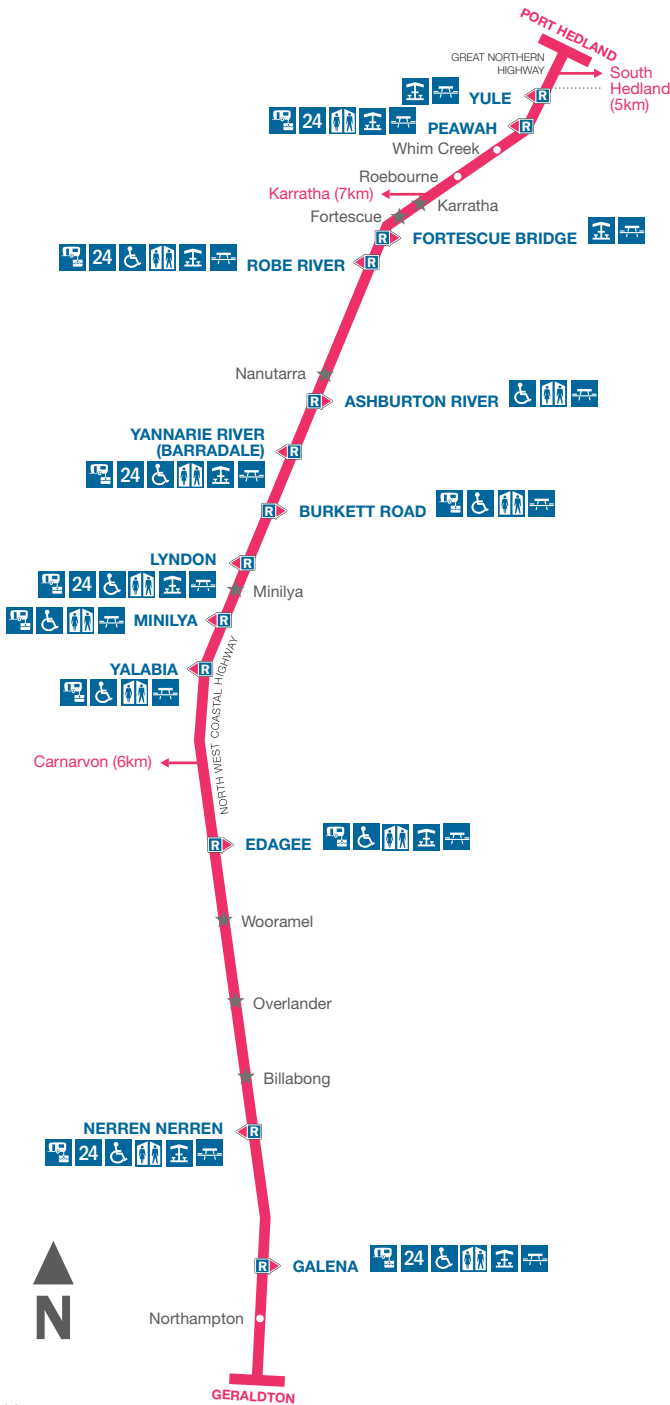 PORT HEDLAND
GREAT NORTHERN
HIGHWAY
South
Hedland
(5km)
R
YULE
24
PEAWAH
R
Whim Creek
Roebourne
Karratha (7km)
Karratha
Fortescue
R
FORTESCUE BRIDGE
24
ROBE RIVER
R
Nanutarra
R
ASHBURTON RIVER
YANNARIE RIVER
(BARRADALE)
R
24
R
BURKETT ROAD
LYNDON
R
24
Minilya
MINILYA
R
YALABIA
R
NORTH WEST COASTAL HIGHWAY
Carnarvon (6km)
R
EDAGEE
Wooramel
Overlander
Billabong
NERREN NERREN
R
24
R
GALENA
24
N
Northampton
GERALDTON